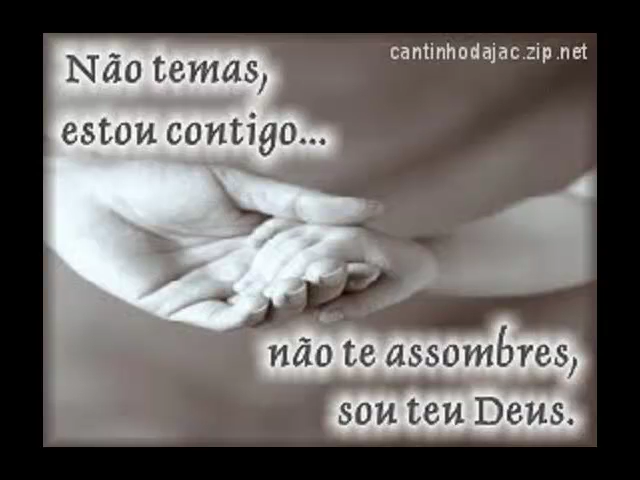 cantinhodajac.zip.net
Não temas,
estou contigo...
não te assombres,
sou teu Deus.